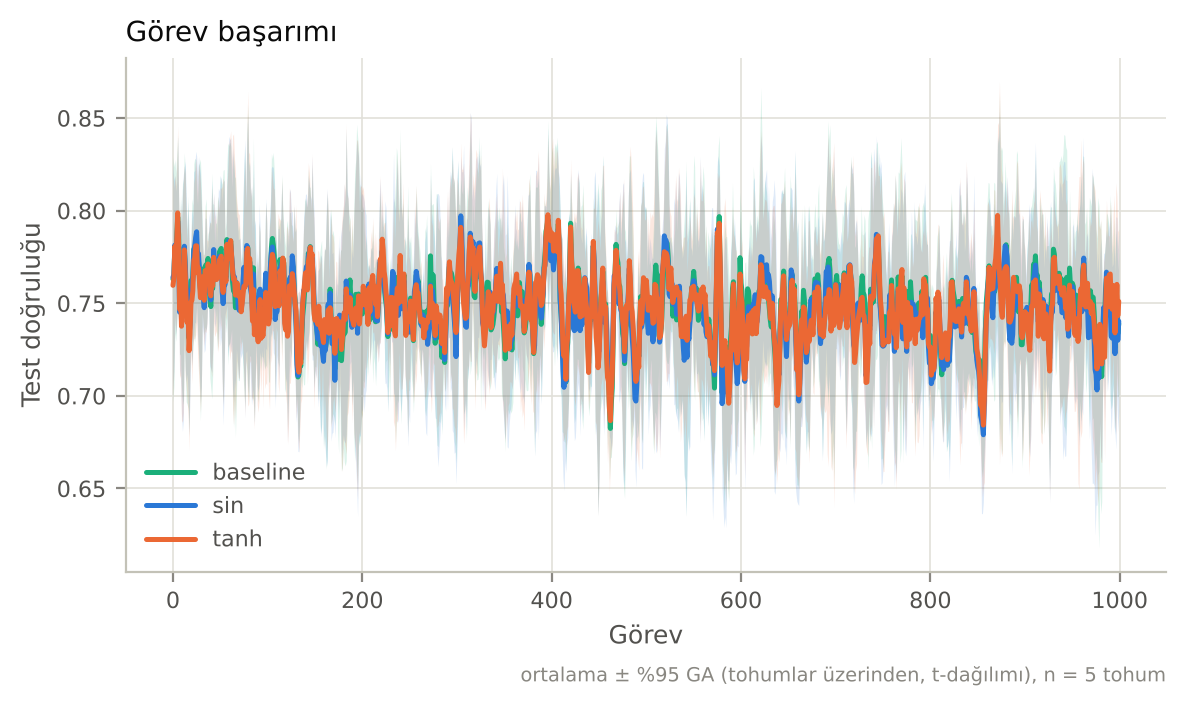 Görev başarımı
Test doğruluğu
0.85
0.80
0.75
0.70
0.65
baseline
sin
tanh
0 200 400 600 800 1000
Görev
ortalama ± %95 GA (tohumlar üzerinden, t-dağılımı), n = 5 tohum